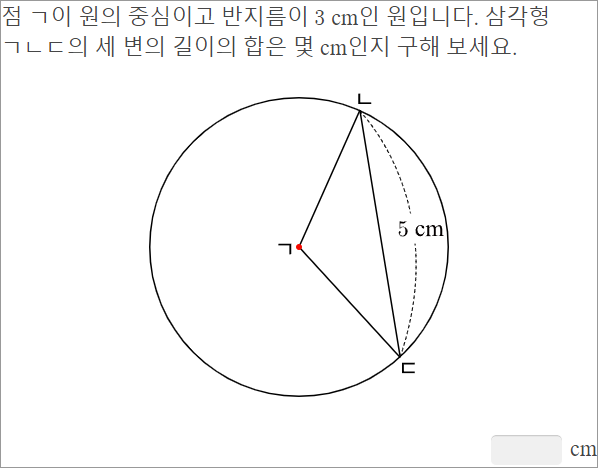 점 ㄱ이 원의 중심이고 반지름이 3 cm인 원입니다. 삼각형
ㄱㄴㄷ의 세 변의 길이의 합은 몇 cm인지 구해 보세요.
ㄴ
5 cm
ㄱ
ㄷ
cm